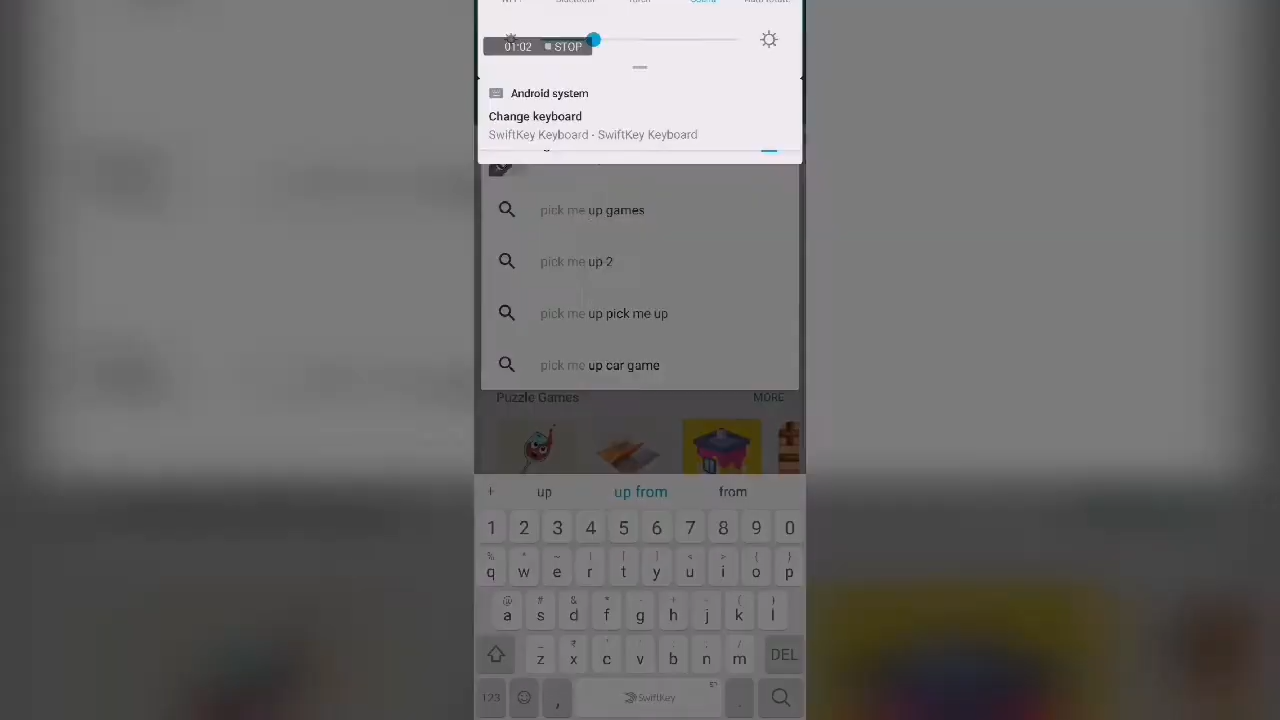 01:02 STOP
Android system
Change keyboard
SwiftKey Keyboard - SwiftKey Keyboard
pick me up games
pick me up 2
pick me up pick me up
pick me up car game
Puzzle Games MORE
+ up up from from
1 2 3 4 5 6 7 8 9 0
q w e r t y u i o p
a s d f g h j k l
z x c v b n m DEL
123 , SwiftKey .